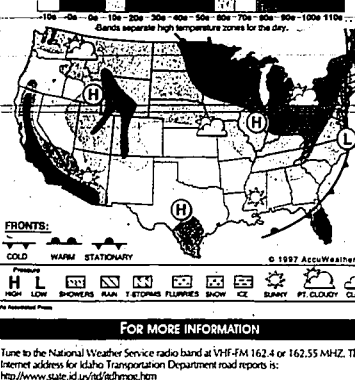 -10s -0s 0s 10s 20s 30s 40s 50s 60s 70s 80s 90s 100s 110s
Bands separate high temperature zones for the day.
H
H
L
H
FRONTS:
COLD WARM STATIONARY
© 1997 AccuWeather
Pressure
H L
HIGH LOW SHOWERS RAIN T-STORMS FLURRIES SNOW ICE SUNNY PT. CLOUDY
Associated Press
FOR MORE INFORMATION
Tune to the National Weather Service radio band at VHF-FM 162.4 or 162.55 MHZ.
Internet address for Idaho Transportation Department road reports is:
http://www.state.id.us/itd/itdhmpg.htm